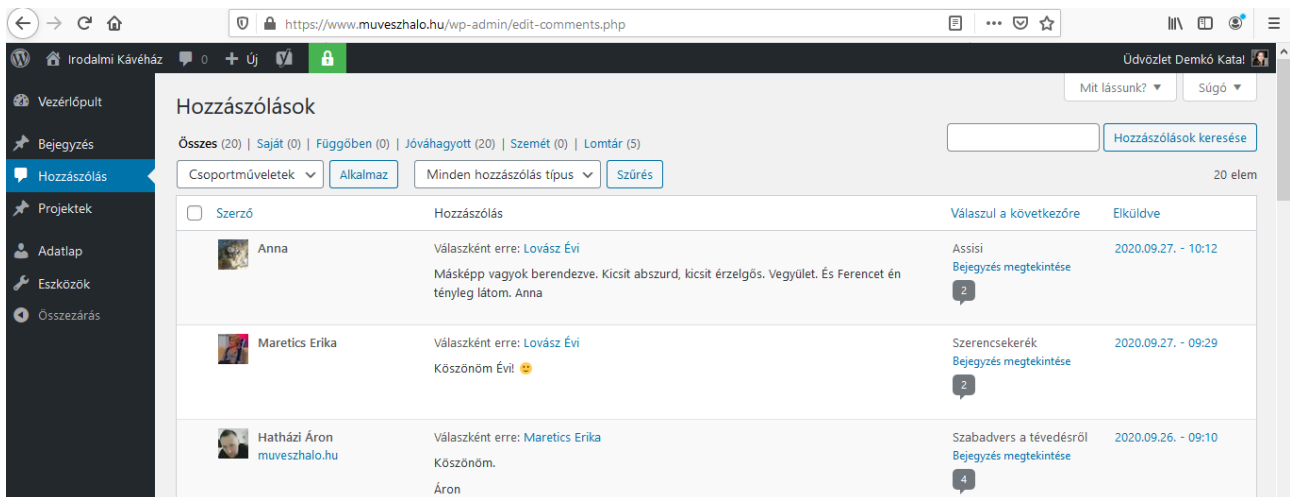 https://www.muveszhalo.hu/wp-admin/edit-comments.php
Irodalmi Kávéház 0 + Új Üdvözlet Demkó Kata!
Mit lássunk? ▼ Súgó ▼
Vezérlőpult
Bejegyzés
Hozzászólás
Projektek
Adatlap
Eszközök
Összezárás
Hozzászólások
Összes (20) | Saját (0) | Függőben (0) | Jóváhagyott (20) | Szemét (0) | Lomtár (5)
Hozzászólások keresése
Csoportműveletek Alkalmaz Minden hozzászólás típus Szűrés 20 elem
Szerző Hozzászólás Válaszul a következőre Elküldve
Anna Válaszként erre: Lovász Évi Assisi 2020.09.27. - 10:12
Bejegyzés megtekintése
Másképp vagyok berendezve. Kicsit abszurd, kicsit érzelgős. Vegyület. És Ferencet én
tényleg látom. Anna
2
Maretics Erika Válaszként erre: Lovász Évi Szerencsekerék 2020.09.27. - 09:29
Bejegyzés megtekintése
Köszönöm Évi! 🙂
2
Hatházi Áron Válaszként erre: Maretics Erika Szabadvers a tévedésről 2020.09.26. - 09:10
muveszhalo.hu Bejegyzés megtekintése
Köszönöm.
4
Áron